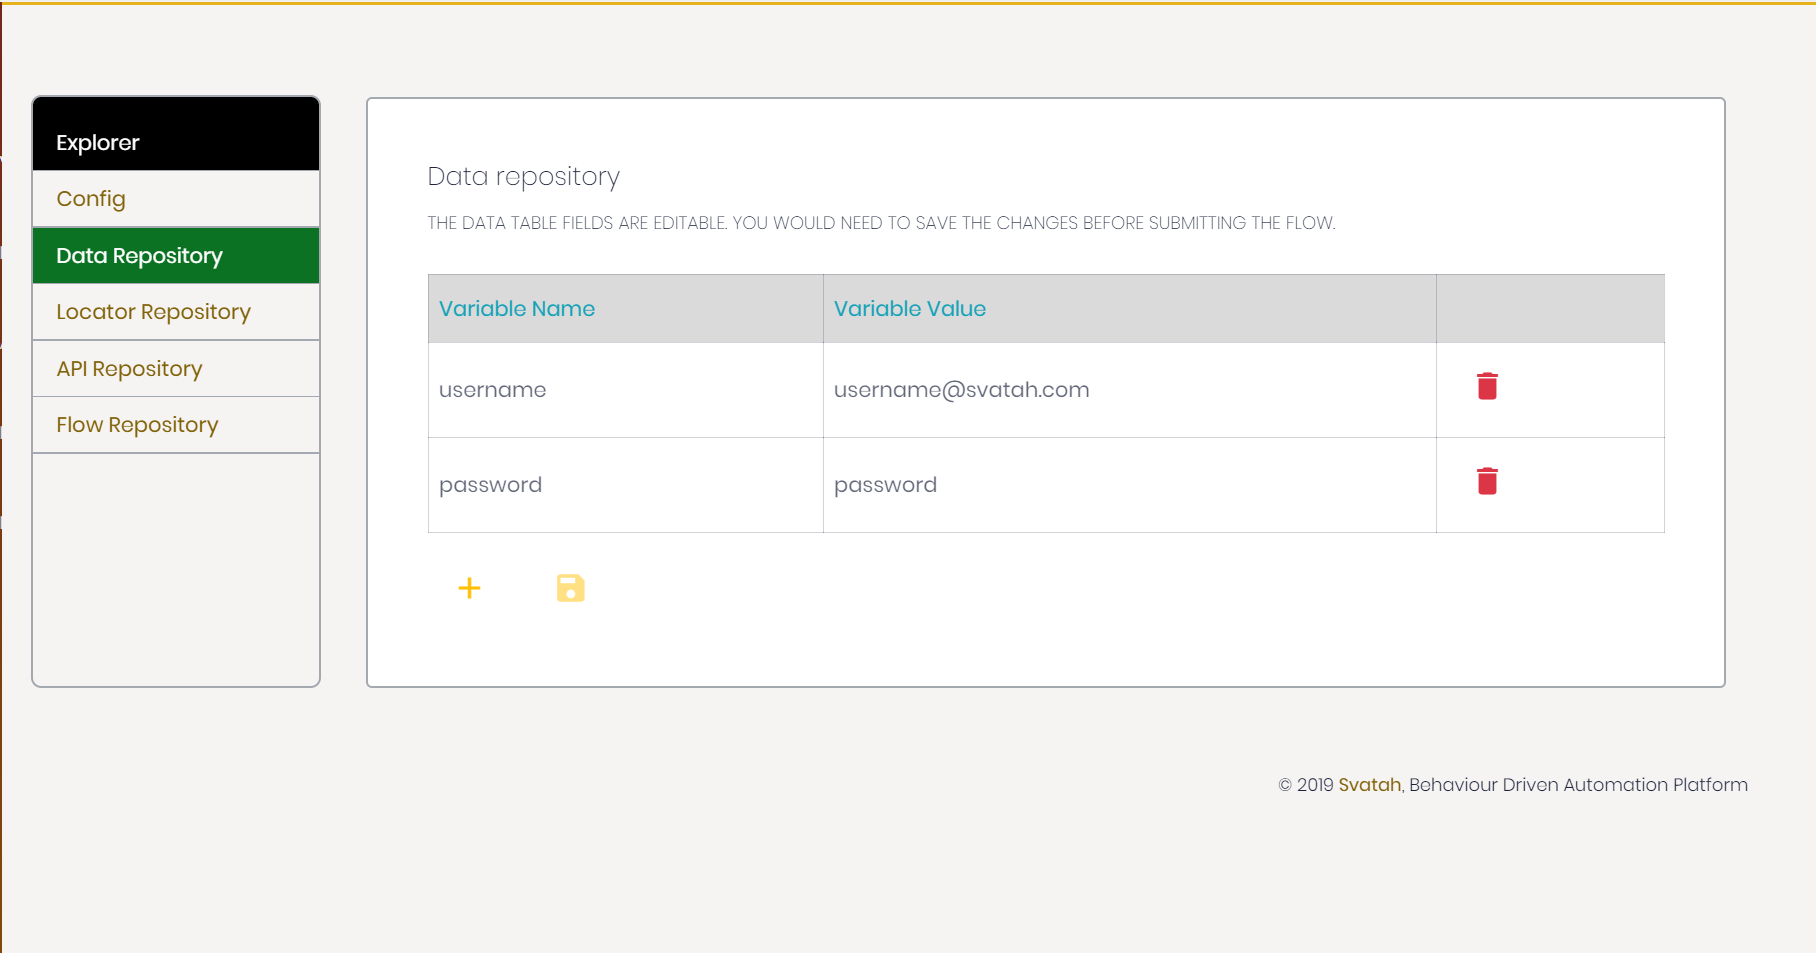 Explorer
Config
Data Repository
Locator Repository
API Repository
Flow Repository
Data repository
THE DATA TABLE FIELDS ARE EDITABLE. YOU WOULD NEED TO SAVE THE CHANGES BEFORE SUBMITTING THE FLOW.
Variable Name Variable Value
username username@svatah.com
password password
© 2019 Svatah, Behaviour Driven Automation Platform